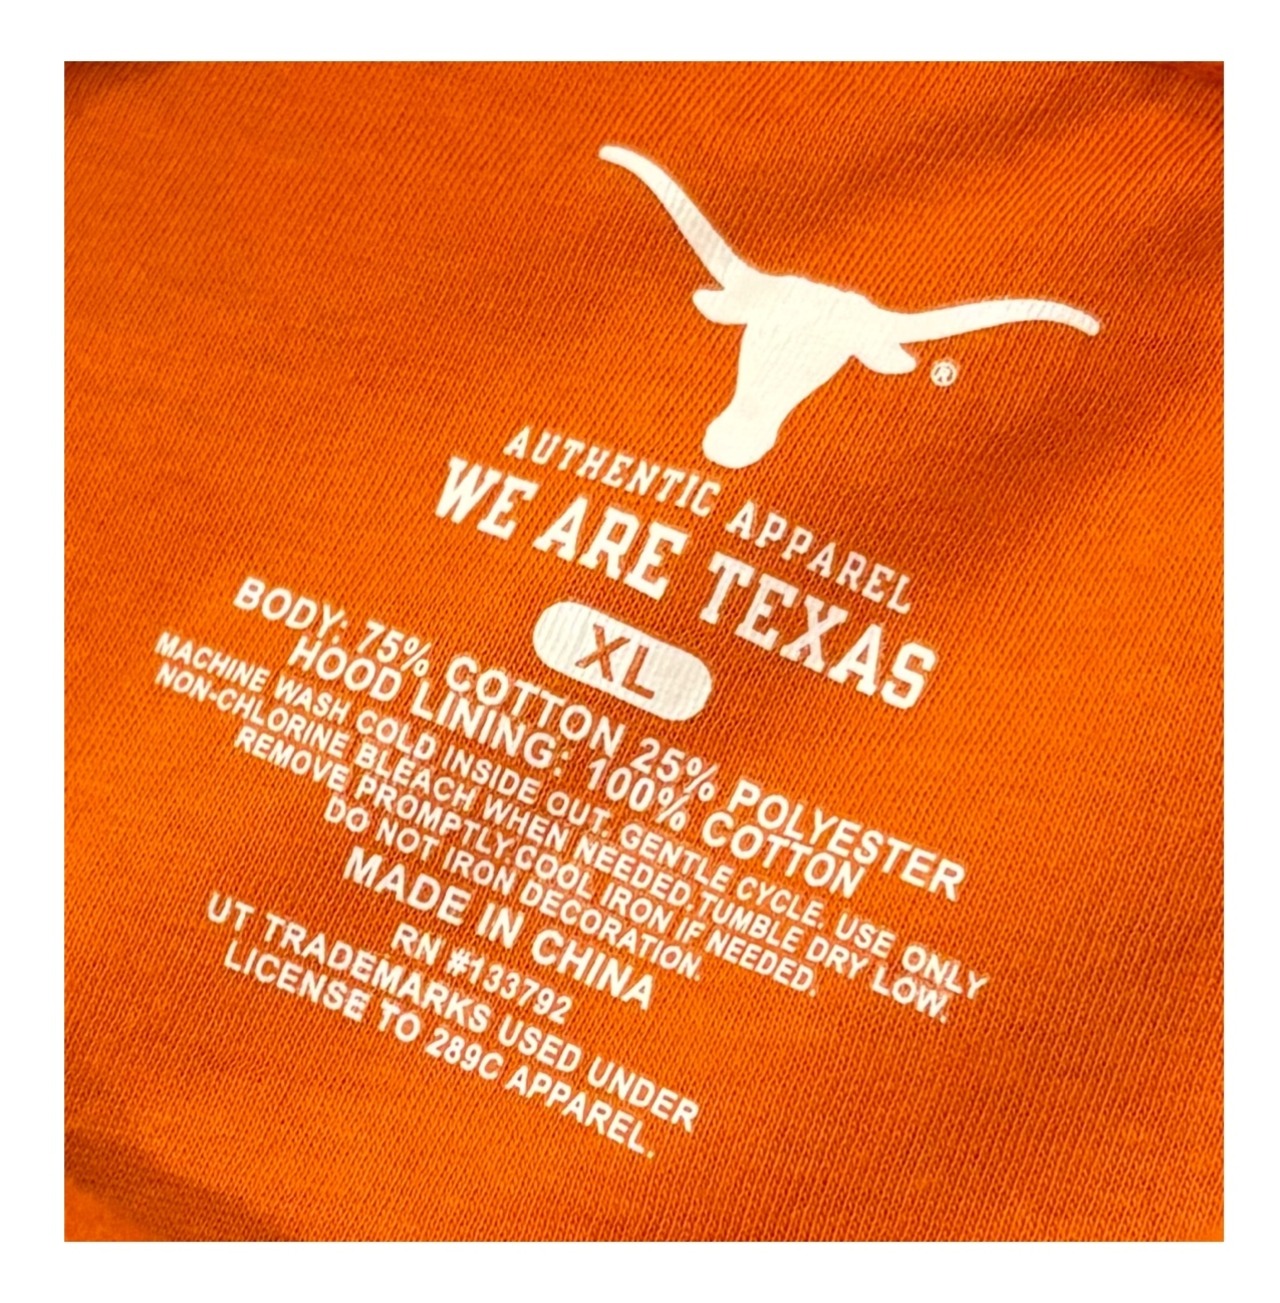 ®
AUTHENTIC APPAREL
WE ARE TEXAS
XL
BODY: 75% COTTON 25% POLYESTER
HOOD LINING: 100% COTTON
MACHINE WASH COLD INSIDE OUT. GENTLE CYCLE. USE ONLY
NON-CHLORINE BLEACH WHEN NEEDED.TUMBLE DRY LOW.
REMOVE PROMPTLY.COOL IRON IF NEEDED.
DO NOT IRON DECORATION.
MADE IN CHINA
RN #133792
UT TRADEMARKS USED UNDER
LICENSE TO 289C APPAREL.